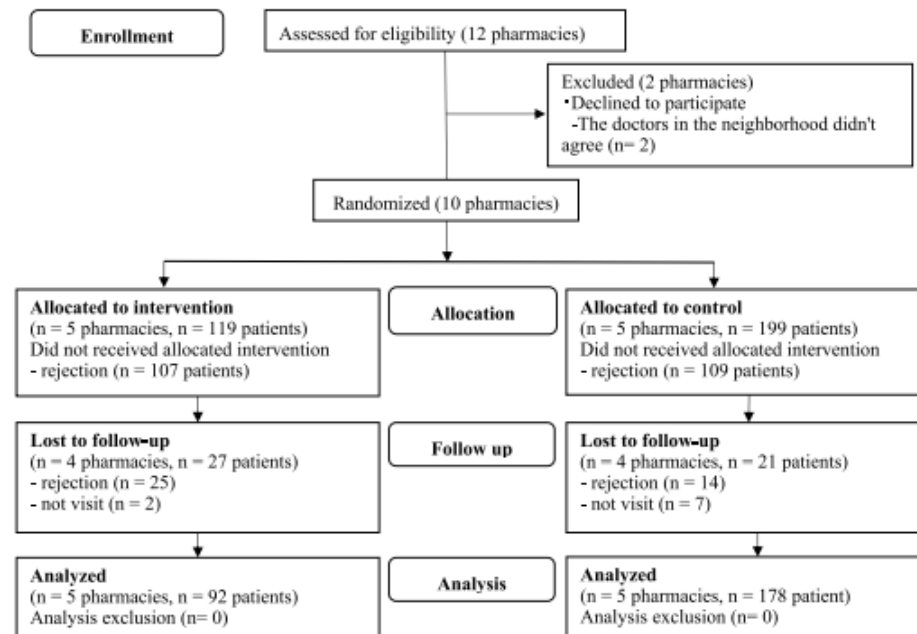 Enrollment
Assessed for eligibility (12 pharmacies)
Excluded (2 pharmacies)
・Declined to participate
-The doctors in the neighborhood didn't
agree (n= 2)
Randomized (10 pharmacies)
Allocated to intervention
(n = 5 pharmacies, n = 119 patients)
Did not received allocated intervention
- rejection (n = 107 patients)
Allocation
Allocated to control
(n = 5 pharmacies, n = 199 patients)
Did not received allocated intervention
- rejection (n = 109 patients)
Lost to follow-up
(n = 4 pharmacies, n = 27 patients)
- rejection (n = 25)
- not visit (n = 2)
Follow up
Lost to follow-up
(n = 4 pharmacies, n = 21 patients)
- rejection (n = 14)
- not visit (n = 7)
Analyzed
(n = 5 pharmacies, n = 92 patients)
Analysis exclusion (n= 0)
Analysis
Analyzed
(n = 5 pharmacies, n = 178 patient)
Analysis exclusion (n= 0)